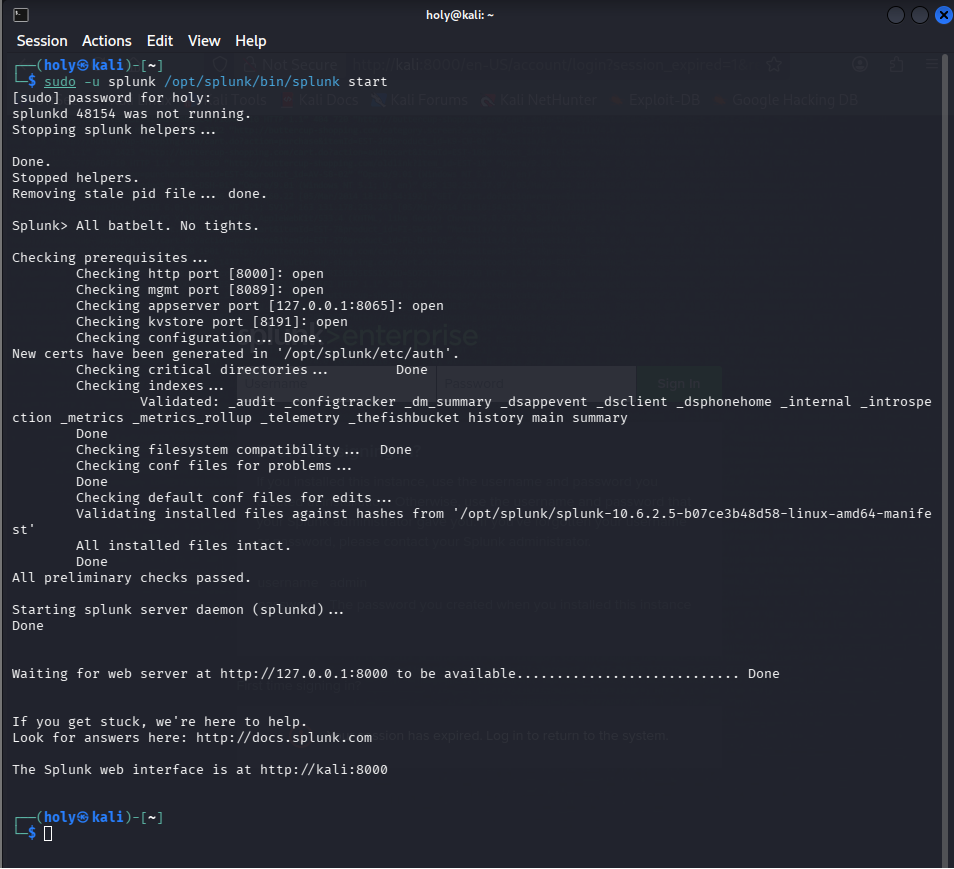 holy@kali: ~
Session Actions Edit View Help
┌──(holy㉿kali)-[~]
└─$ sudo -u splunk /opt/splunk/bin/splunk start
[sudo] password for holy:
splunkd 48154 was not running.
Stopping splunk helpers...
Done.
Stopped helpers.
Removing stale pid file... done.
Splunk> All batbelt. No tights.
Checking prerequisites...
Checking http port [8000]: open
Checking mgmt port [8089]: open
Checking appserver port [127.0.0.1:8065]: open
Checking kvstore port [8191]: open
Checking configuration... Done.
New certs have been generated in '/opt/splunk/etc/auth'.
Checking critical directories... Done
Checking indexes...
Validated: _audit _configtracker _dm_summary _dsappevent _dsclient _dsphonehome _internal _introspe
ction _metrics _metrics_rollup _telemetry _thefishbucket history main summary
Done
Checking filesystem compatibility... Done
Checking conf files for problems...
Done
Checking default conf files for edits...
Validating installed files against hashes from '/opt/splunk/splunk-10.6.2.5-b07ce3b48d58-linux-amd64-manife
st'
All installed files intact.
Done
All preliminary checks passed.
Starting splunk server daemon (splunkd)...
Done
Waiting for web server at http://127.0.0.1:8000 to be available............................ Done
If you get stuck, we're here to help.
Look for answers here: http://docs.splunk.com
The Splunk web interface is at http://kali:8000
┌──(holy㉿kali)-[~]
└─$